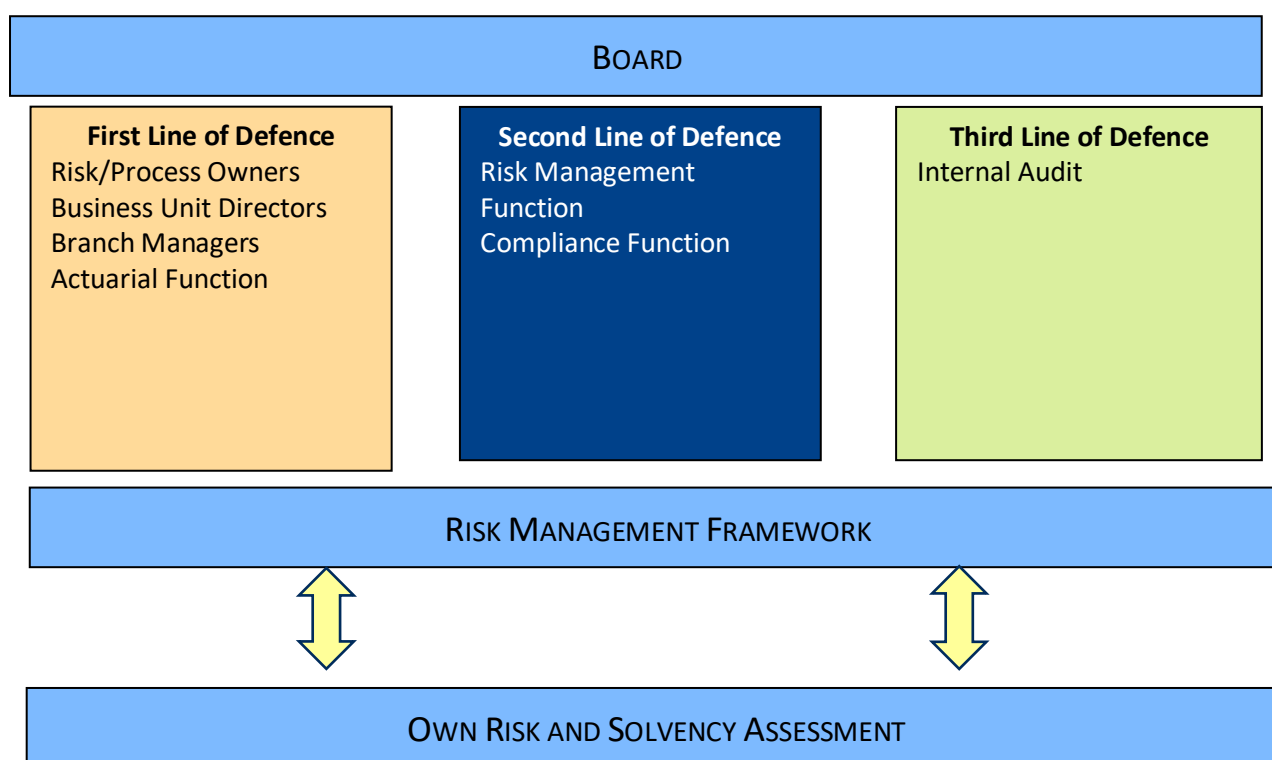 BOARD
First Line of Defence
Risk/Process Owners
Business Unit Directors
Branch Managers
Actuarial Function
Second Line of Defence
Risk Management
Function
Compliance Function
Third Line of Defence
Internal Audit
RISK MANAGEMENT FRAMEWORK
OWN RISK AND SOLVENCY ASSESSMENT